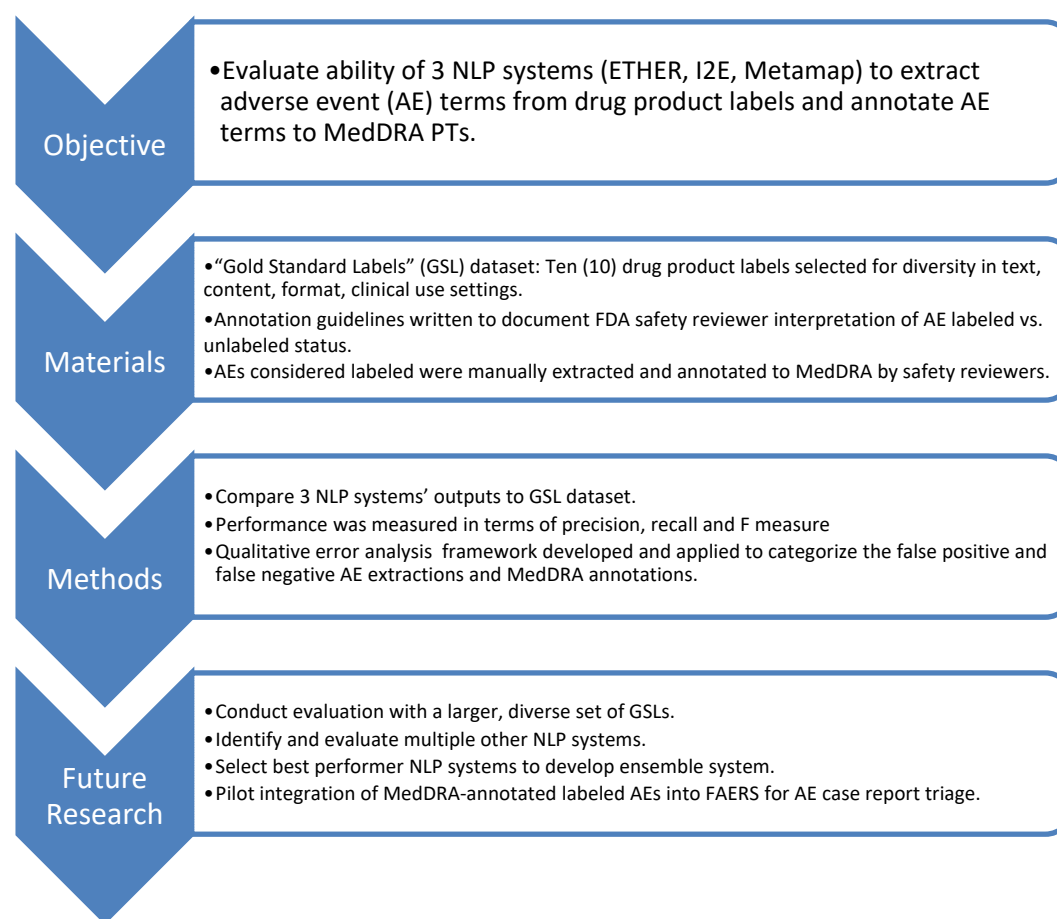 Objective
•Evaluate ability of 3 NLP systems (ETHER, I2E, Metamap) to extract
adverse event (AE) terms from drug product labels and annotate AE
terms to MedDRA PTs.
Materials
•“Gold Standard Labels” (GSL) dataset: Ten (10) drug product labels selected for diversity in text,
content, format, clinical use settings.
•Annotation guidelines written to document FDA safety reviewer interpretation of AE labeled vs.
unlabeled status.
•AEs considered labeled were manually extracted and annotated to MedDRA by safety reviewers.
Methods
•Compare 3 NLP systems’ outputs to GSL dataset.
•Performance was measured in terms of precision, recall and F measure
•Qualitative error analysis framework developed and applied to categorize the false positive and
false negative AE extractions and MedDRA annotations.
Future
Research
•Conduct evaluation with a larger, diverse set of GSLs.
•Identify and evaluate multiple other NLP systems.
•Select best performer NLP systems to develop ensemble system.
•Pilot integration of MedDRA-annotated labeled AEs into FAERS for AE case report triage.